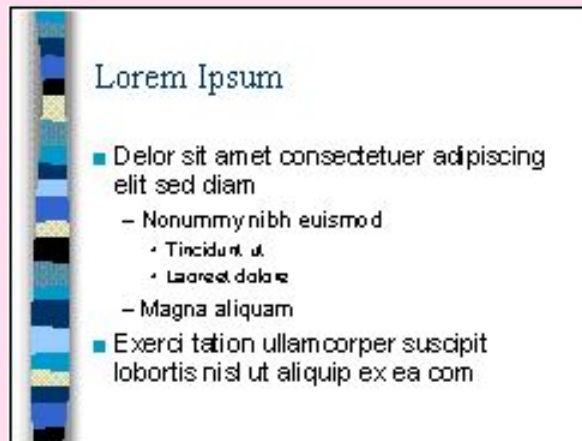 Lorem Ipsum
■ Delor sit amet consectetuer adipiscing
elit sed diam
– Nonummy nibh euismod
• Tincidunt ut
• Laoreet dolore
– Magna aliquam
■ Exerci tation ullamcorper suscipit
lobortis nisl ut aliquip ex ea com